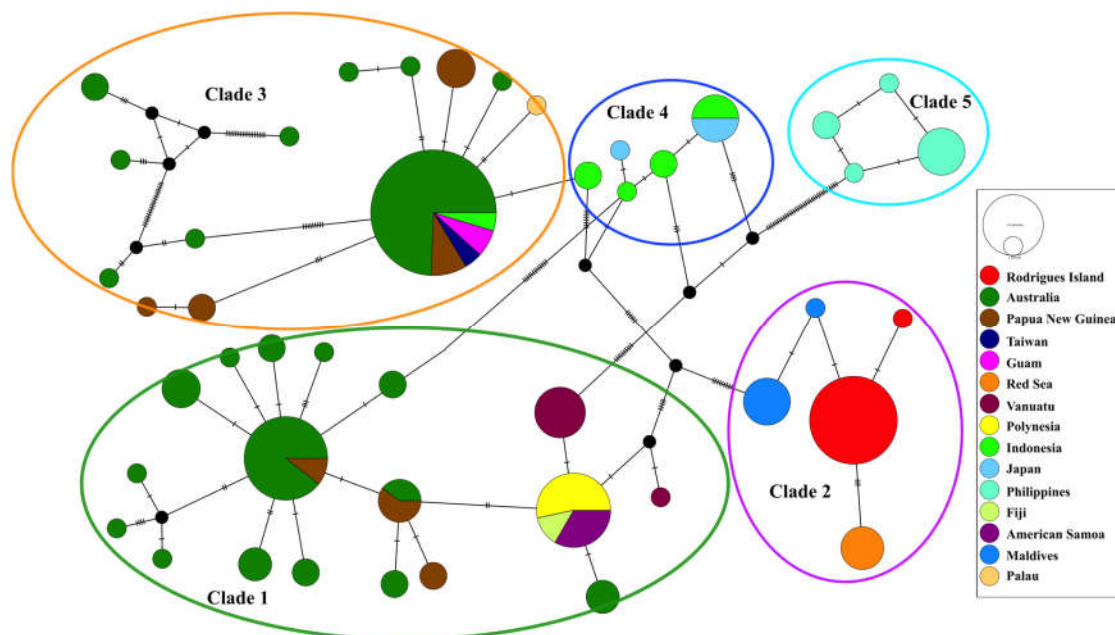 Clade 3
Clade 4
Clade 5
Clade 2
Clade 1
Rodrigues Island
Australia
Papua New Guinea
Taiwan
Guam
Red Sea
Vanuatu
Polynesia
Indonesia
Japan
Philippines
Fiji
American Samoa
Maldives
Palau